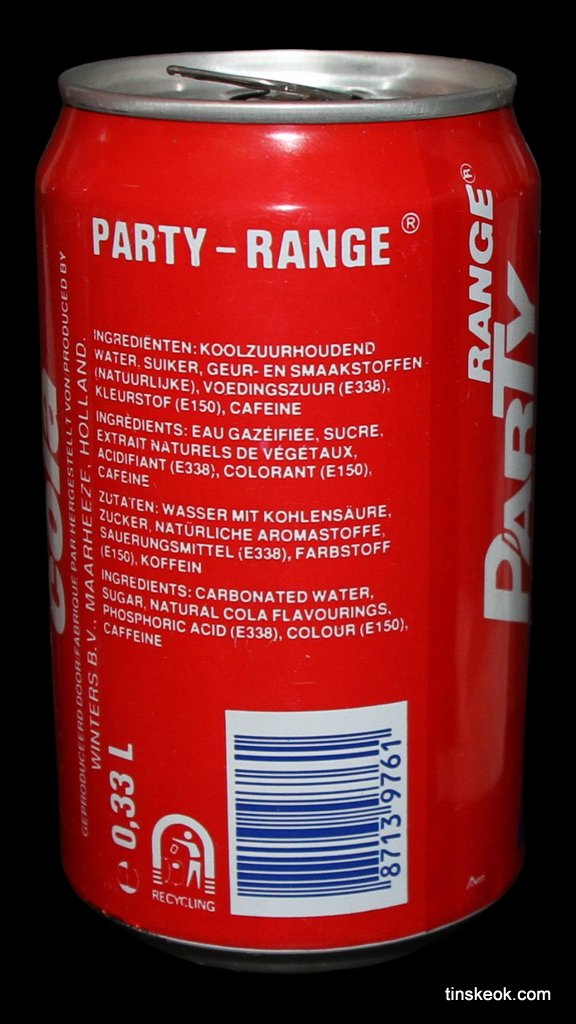 PARTY – RANGE ®
INGREDIËNTEN: KOOLZUURHOUDEND
WATER, SUIKER, GEUR- EN SMAAKSTOFFEN
(NATUURLIJKE), VOEDINGSZUUR (E338),
KLEURSTOF (E150), CAFEINE
INGRÈDIENTS: EAU GAZÉIFIÉE, SUCRE,
EXTRAIT NATURELS DE VÉGÉTAUX,
ACIDIFIANT (E338), COLORANT (E150),
CAFEINE
ZUTATEN: WASSER MIT KOHLENSÄURE,
ZUCKER, NATÜRLICHE AROMASTOFFE,
SAUERUNGSMITTEL (E338), FARBSTOFF
(E150), KOFFEIN
INGREDIENTS: CARBONATED WATER,
SUGAR, NATURAL COLA FLAVOURINGS,
PHOSPHORIC ACID (E338), COLOUR (E150),
CAFFEINE
cola
GEPRODUCEERD DOOR/FABRIQUE PAR/HERGESTELLT VON/PRODUCED BY
WINTERS B.V., MAARHEEZE, HOLLAND.
0,33 L
RECYCLING
8713 9761
PARTY
RANGE ®
tinskeok.com